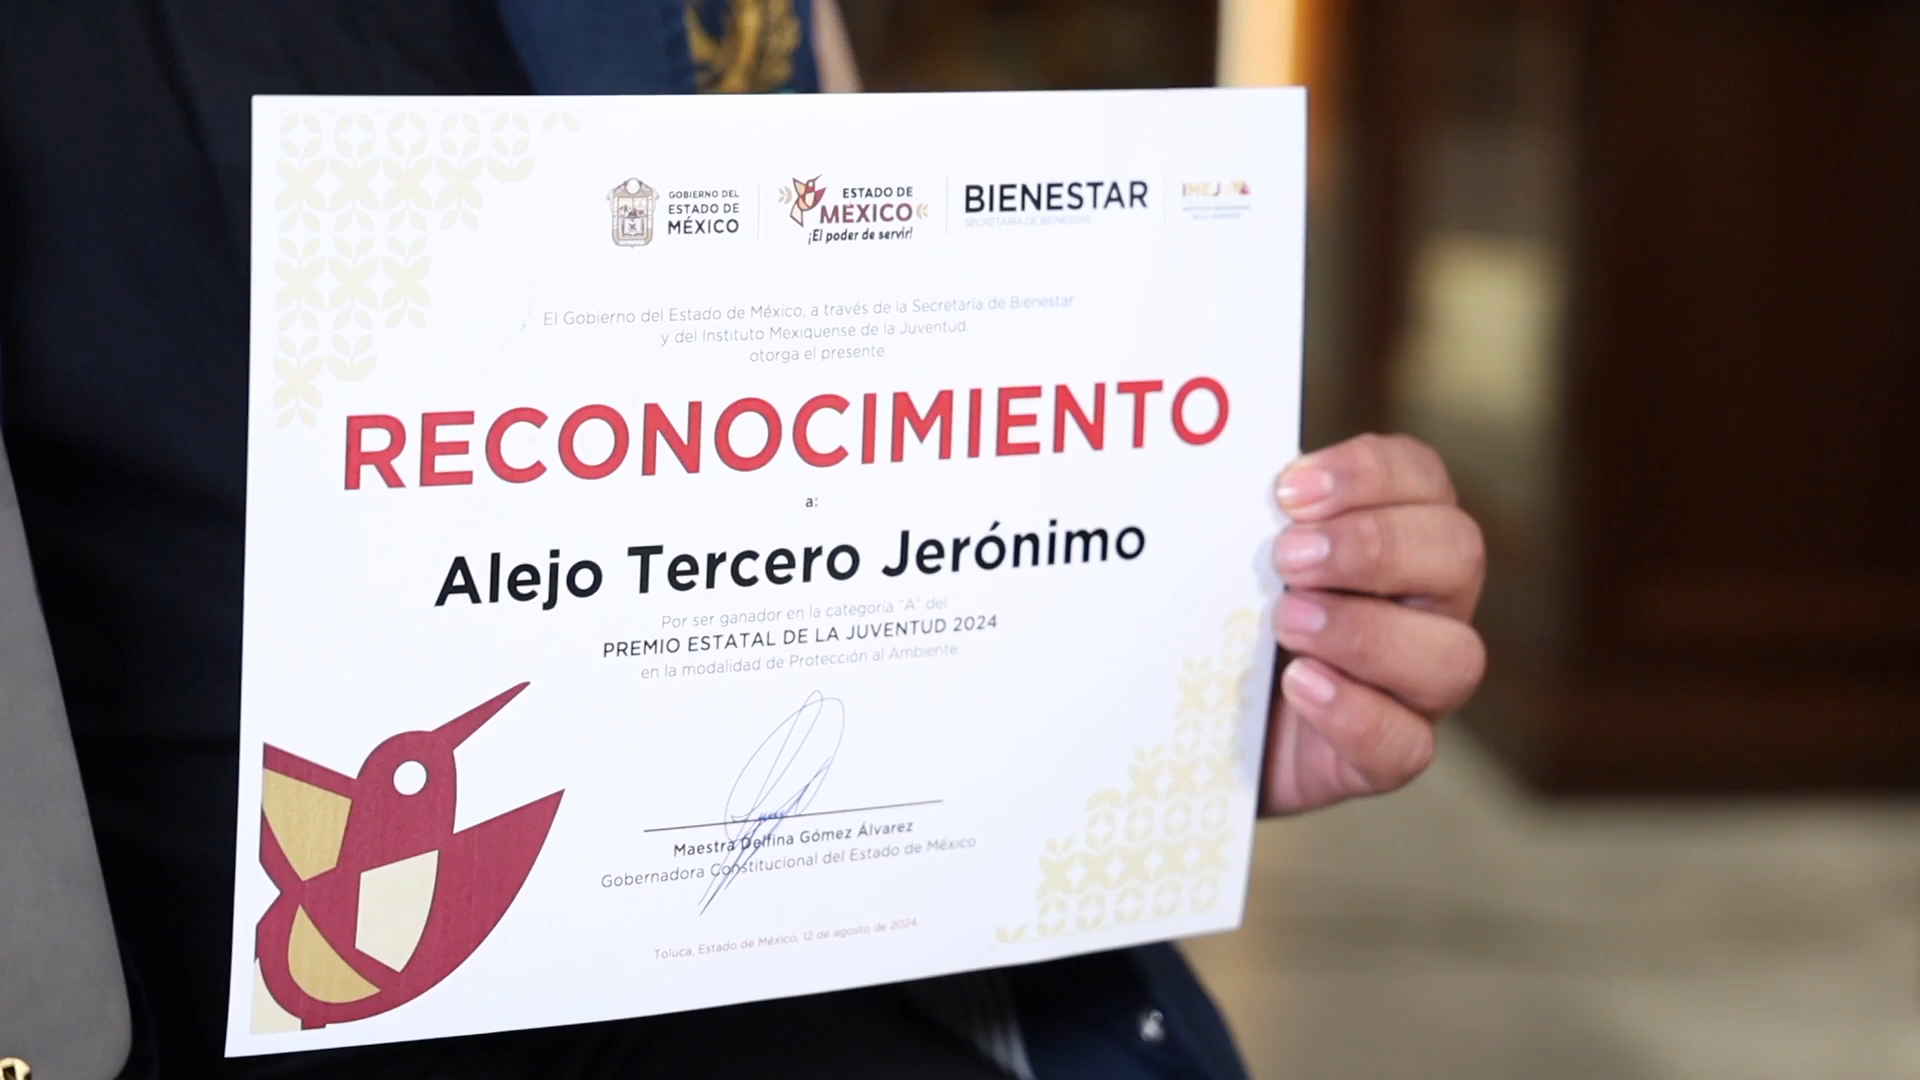 GOBIERNO DEL
ESTADO DE
MÉXICO
ESTADO DE
MÉXICO
¡El poder de servir!
BIENESTAR
SECRETARÍA DE BIENESTAR
IMEJ
El Gobierno del Estado de México, a través de la Secretaría de Bienestar
y del Instituto Mexiquense de la Juventud,
otorga el presente
RECONOCIMIENTO
a:
Alejo Tercero Jerónimo
Por ser ganador en la categoría "A" del
PREMIO ESTATAL DE LA JUVENTUD 2024
en la modalidad de Protección al Ambiente.
Maestra Delfina Gómez Álvarez
Gobernadora Constitucional del Estado de México
Toluca, Estado de México, 12 de agosto de 2024.